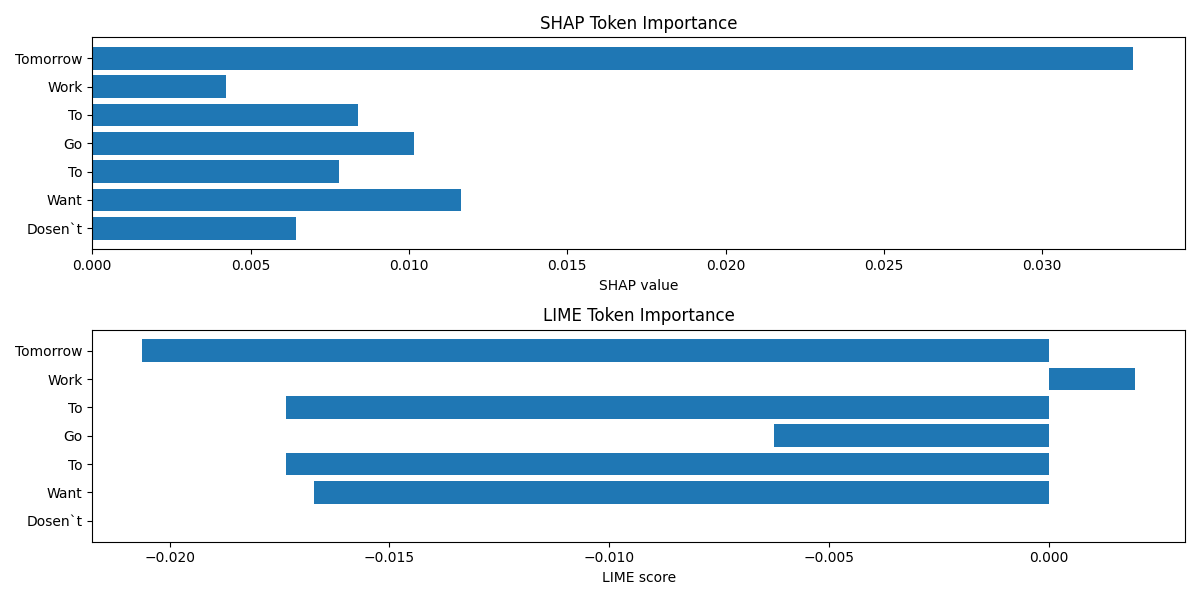 SHAP Token Importance
Tomorrow
Work
To
Go
To
Want
Dosen`t
0.000 0.005 0.010 0.015 0.020 0.025 0.030
SHAP value
LIME Token Importance
Tomorrow
Work
To
Go
To
Want
Dosen`t
−0.020 −0.015 −0.010 −0.005 0.000
LIME score